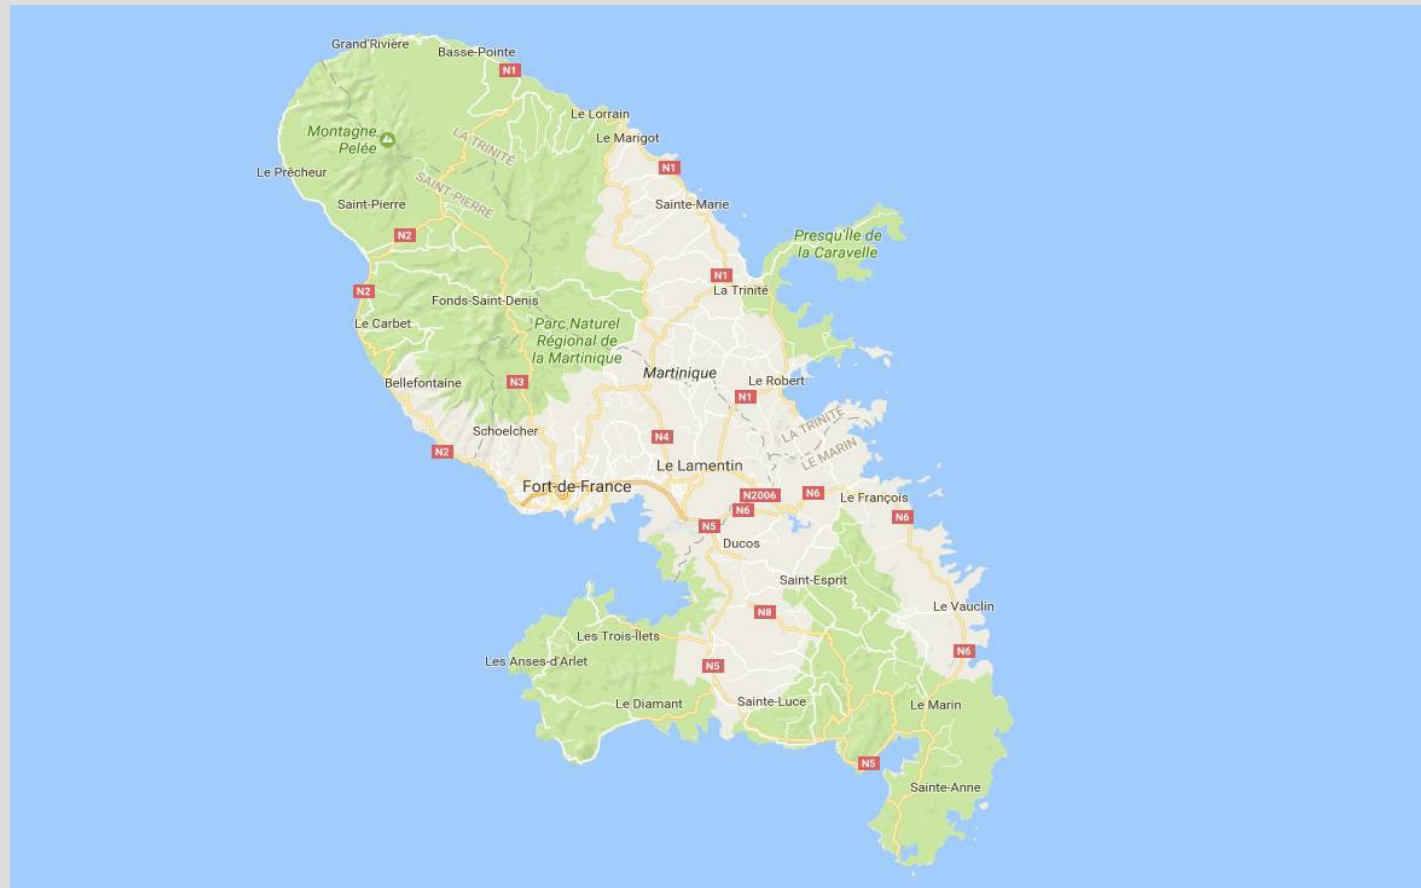 Grand'Rivière
Basse-Pointe
N1
Le Lorrain
Montagne
Pelée
LA TRINITÉ
Le Marigot
N1
Le Prêcheur
SAINT-PIERRE
Saint-Pierre
Sainte-Marie
N2
Presqu'Île de
la Caravelle
N1
N2
La Trinité
Fonds-Saint-Denis
Le Carbet
Parc Naturel
Régional de
la Martinique
Martinique
Bellefontaine
N3
Le Robert
N1
LA TRINITÉ
Schoelcher
N4
N2
LE MARIN
Le Lamentin
Fort-de-France
N2006
N6
Le François
N6
N6
N5
Ducos
Saint-Esprit
Le Vauclin
N8
Les Trois-Îlets
N6
Les Anses-d'Arlet
N5
Le Diamant
Sainte-Luce
Le Marin
N5
Sainte-Anne